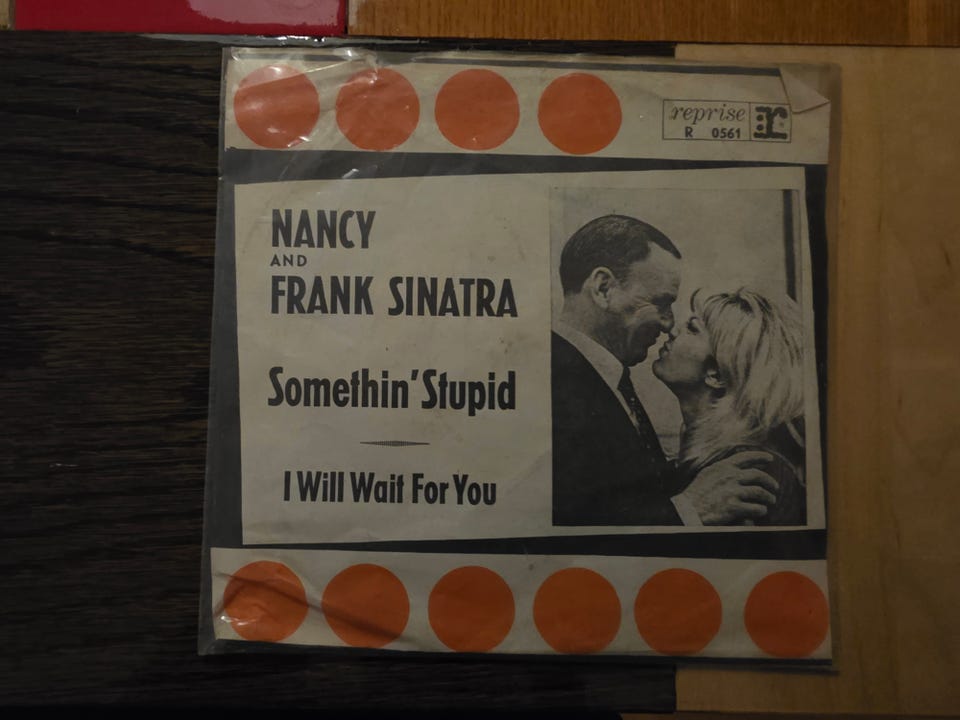 reprise r
R 0561
NANCY
AND
FRANK SINATRA
Somethin' Stupid
I Will Wait For You